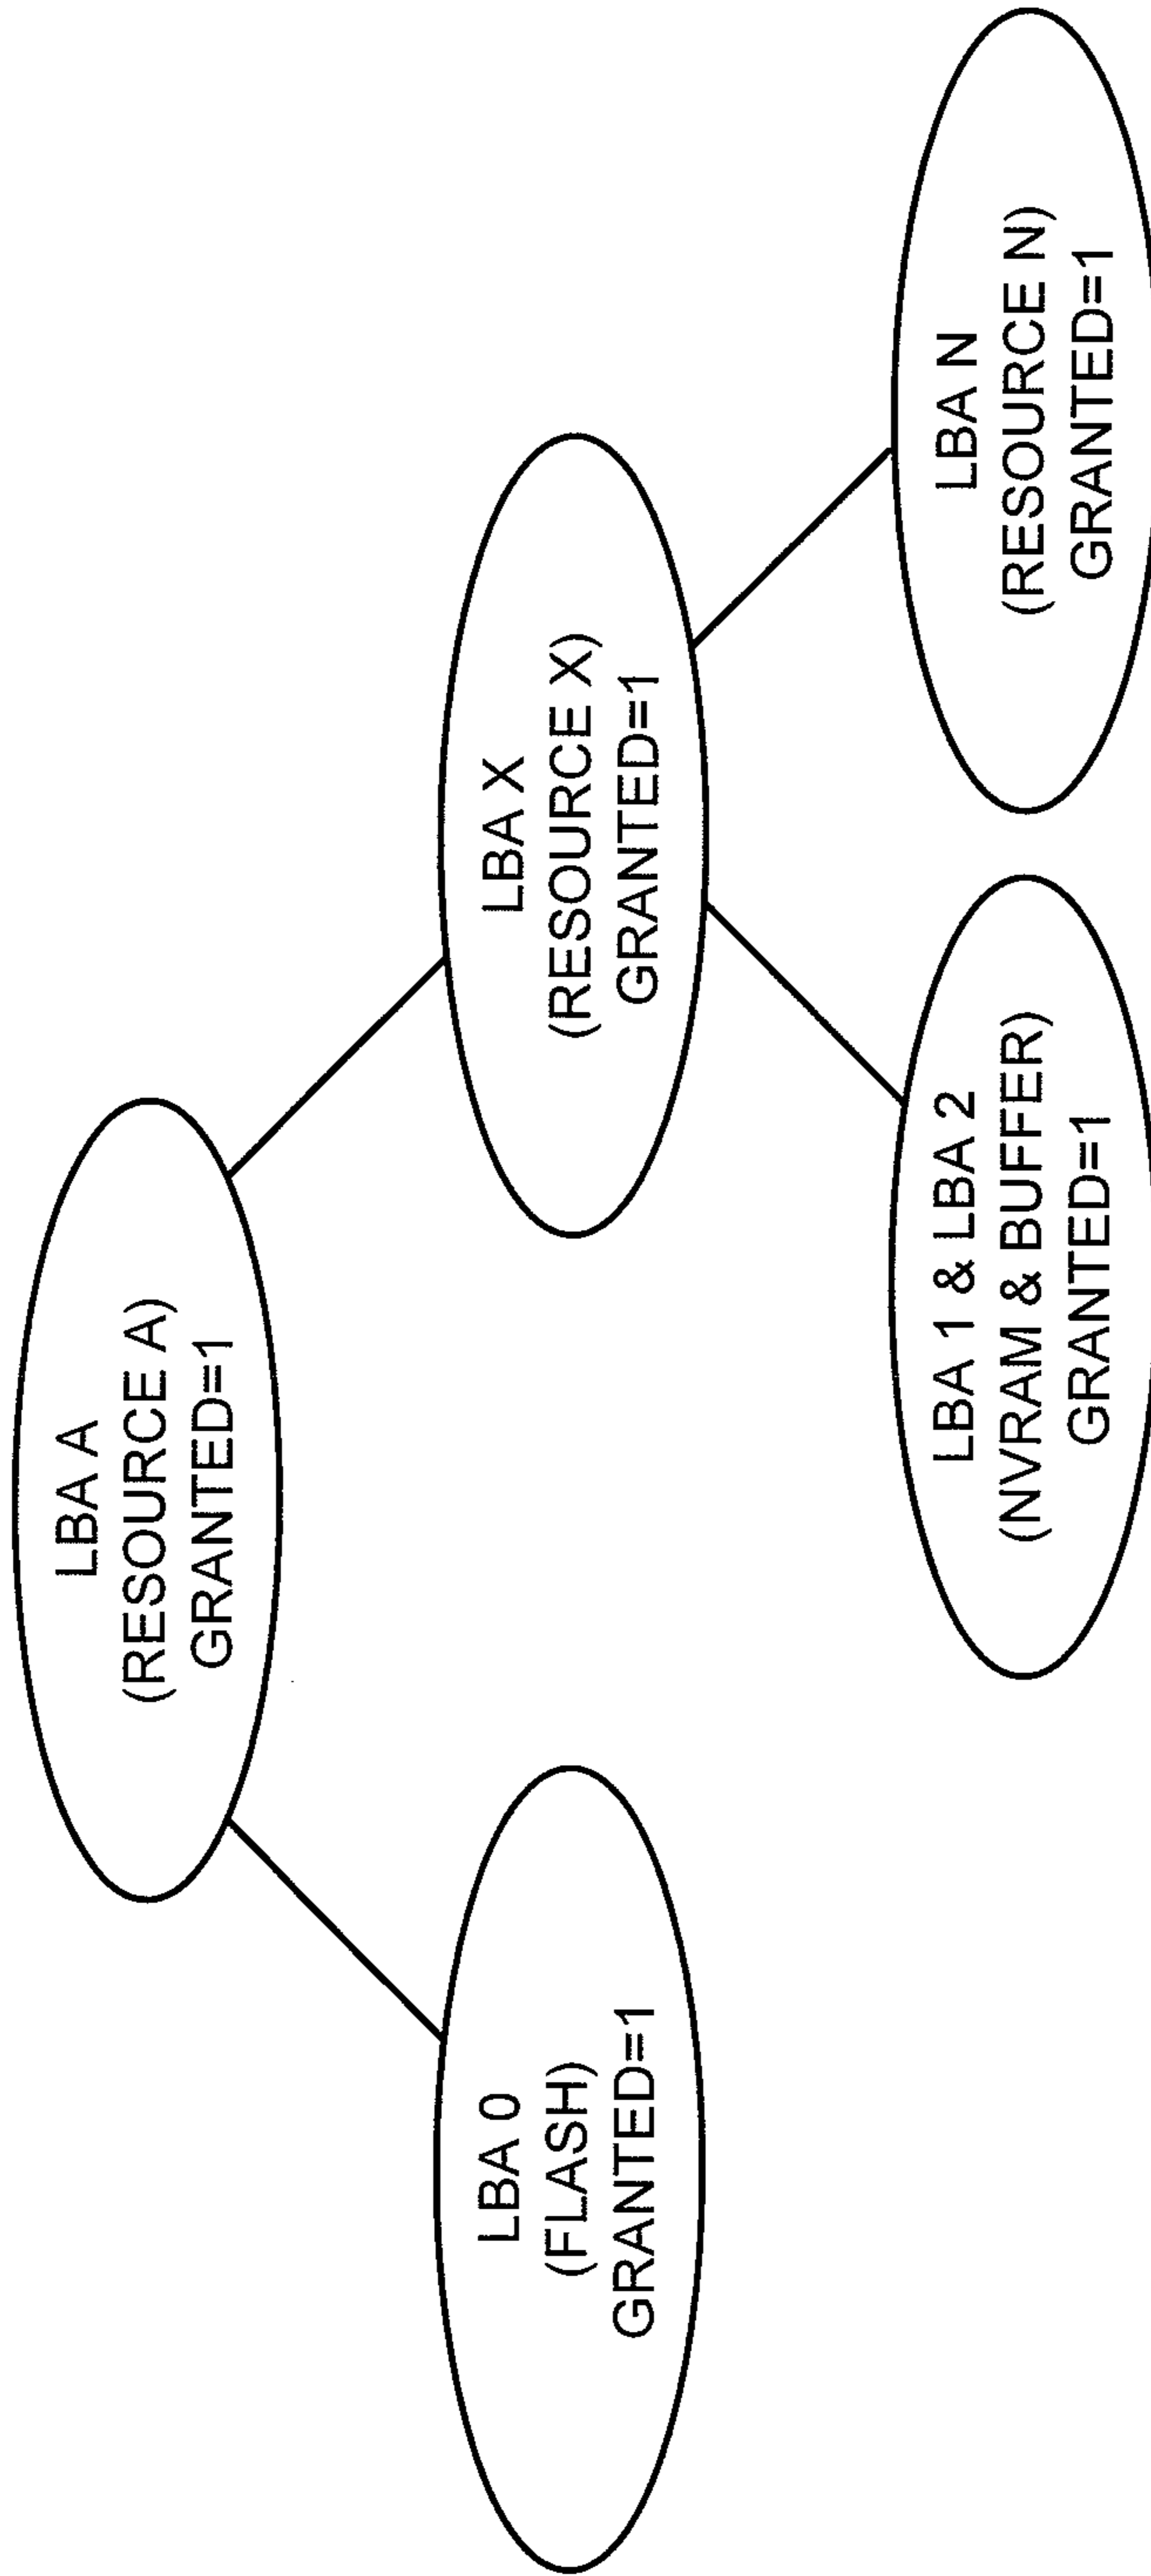 LBA A
(RESOURCE A)
GRANTED=1
LBA 0
(FLASH)
GRANTED=1
LBA X
(RESOURCE X)
GRANTED=1
LBA 1 & LBA 2
(NVRAM & BUFFER)
GRANTED=1
LBA N
(RESOURCE N)
GRANTED=1